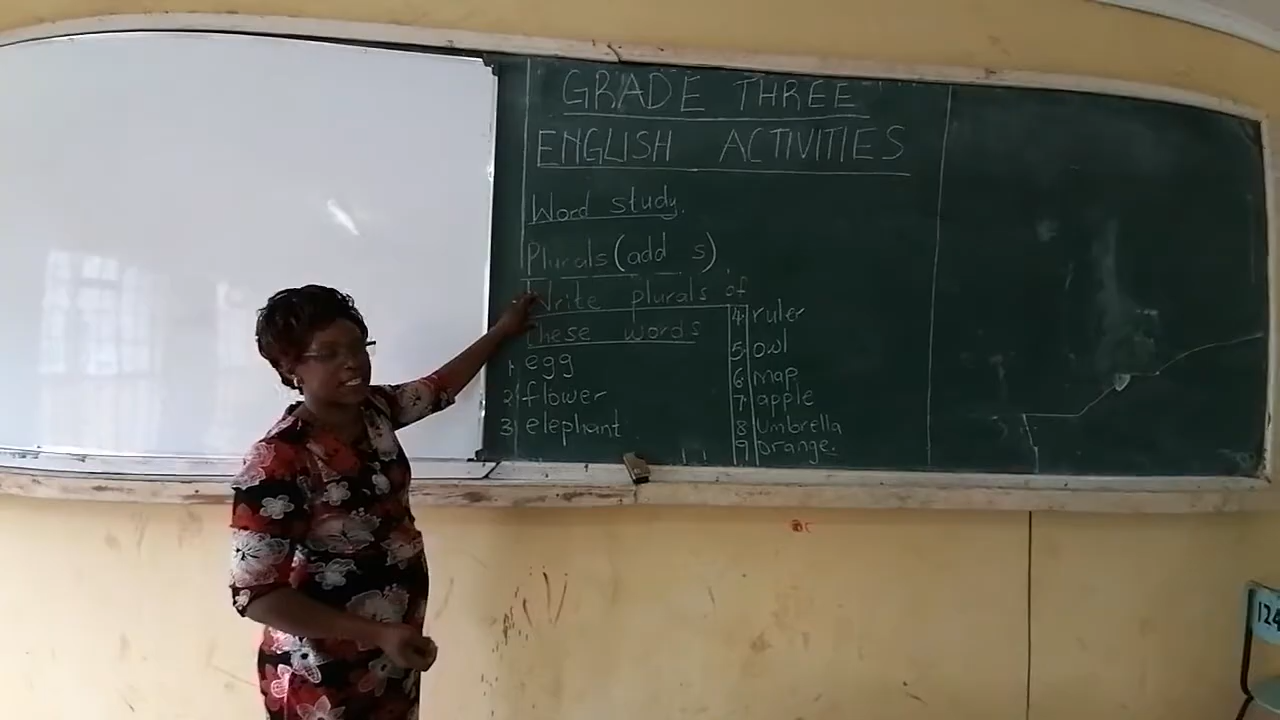 GRADE THREE
ENGLISH ACTIVITIES
Word study.
Plurals (add s)
Write plurals of
these words
1 egg
2 flower
3 elephant
4 ruler
5 owl
6 map
7 apple
8 umbrella
9 orange.
124